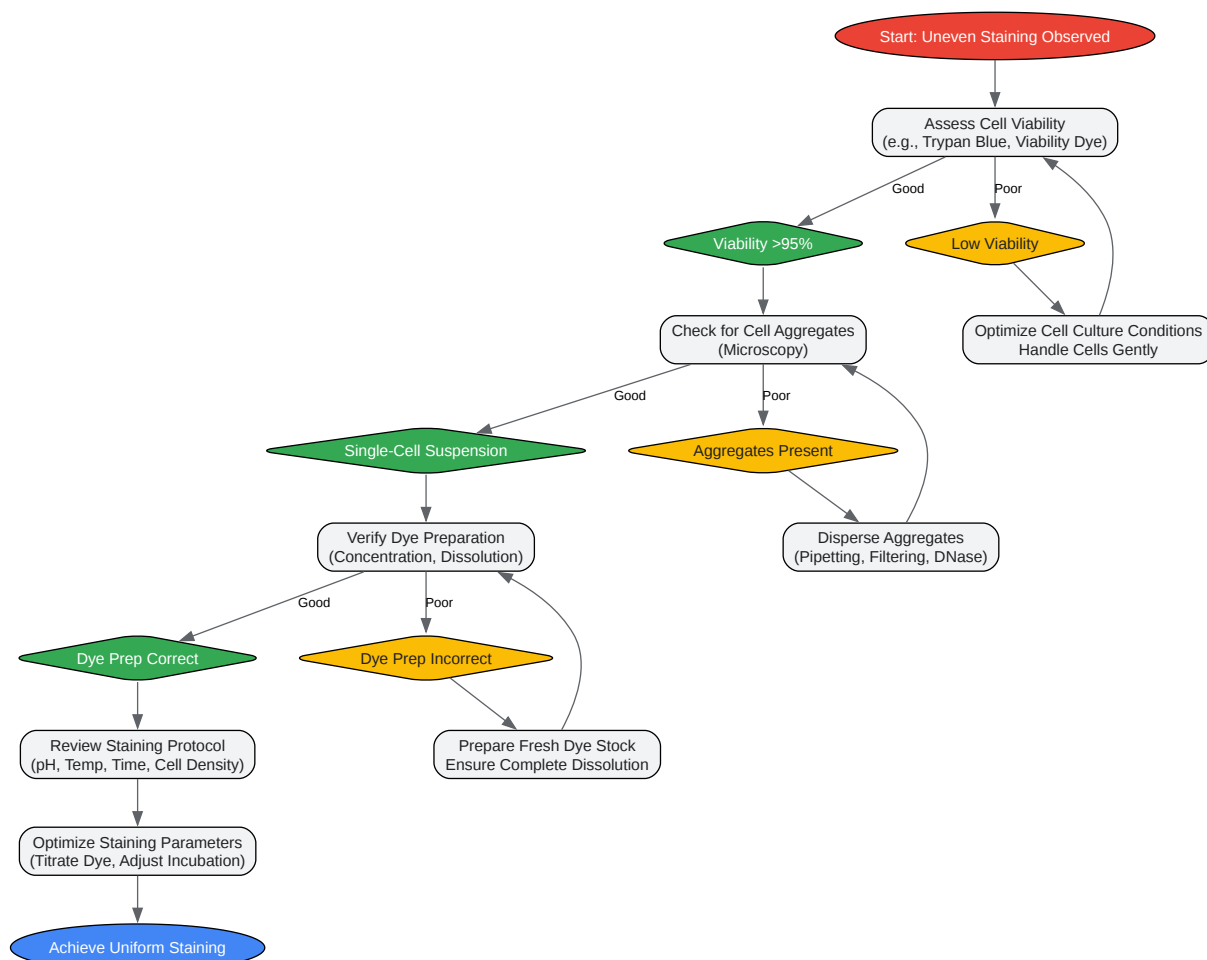 Start: Uneven Staining Observed
Assess Cell Viability
(e.g., Trypan Blue, Viability Dye)
Good
Poor
Viability >95%
Low Viability
Check for Cell Aggregates
(Microscopy)
Optimize Cell Culture Conditions
Handle Cells Gently
Good
Poor
Single-Cell Suspension
Aggregates Present
Verify Dye Preparation
(Concentration, Dissolution)
Disperse Aggregates
(Pipetting, Filtering, DNase)
Good
Poor
Dye Prep Correct
Dye Prep Incorrect
Review Staining Protocol
(pH, Temp, Time, Cell Density)
Prepare Fresh Dye Stock
Ensure Complete Dissolution
Optimize Staining Parameters
(Titrate Dye, Adjust Incubation)
Achieve Uniform Staining